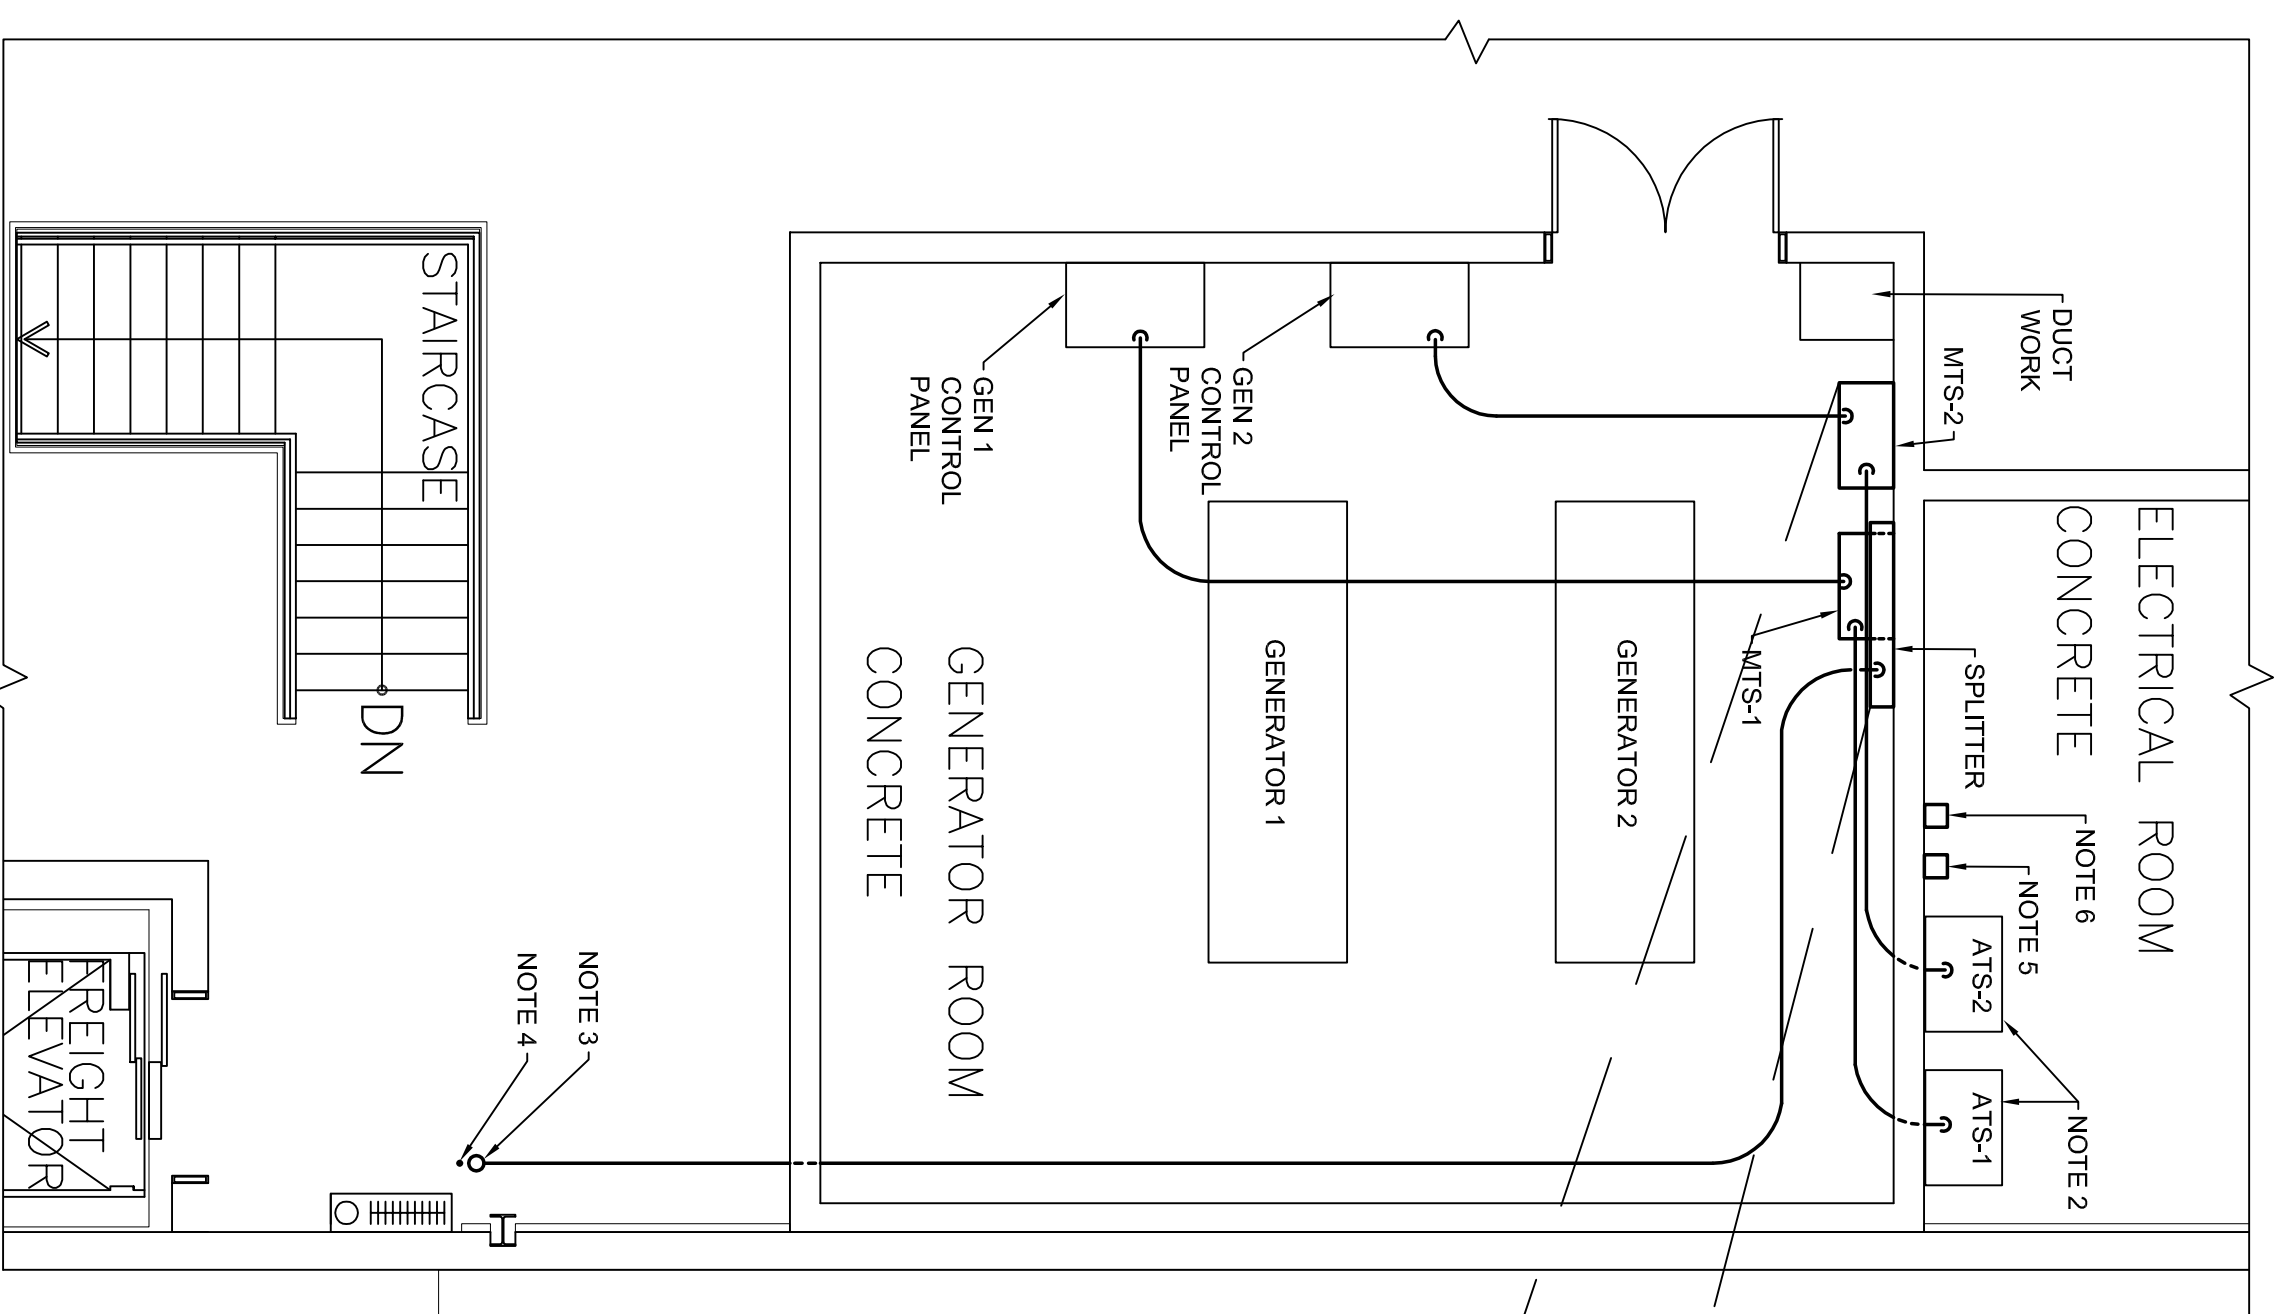 ELECTRICAL ROOM
CONCRETE
DUCT
WORK
MTS-2
SPLITTER
NOTE 6
NOTE 5
ATS-2
ATS-1
NOTE 2
MTS-1
GENERATOR 2
GENERATOR 1
GEN 2
CONTROL
PANEL
GEN 1
CONTROL
PANEL
GENERATOR ROOM
CONCRETE
NOTE 3
NOTE 4
STAIRCASE
DN
FREIGHT
ELEVATOR